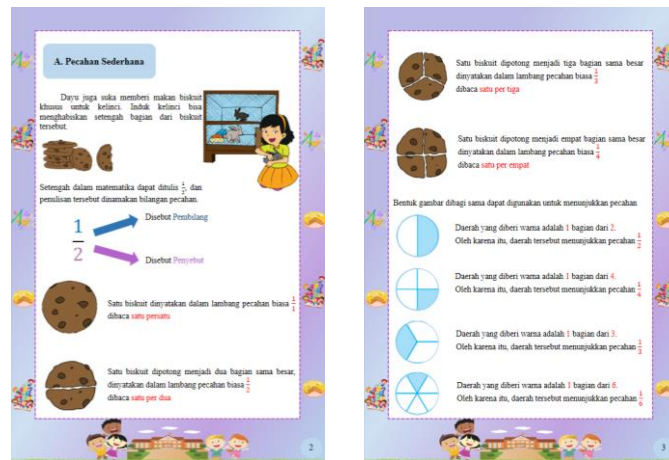 A. Pecahan Sederhana
Dayu juga suka memberi makan biskuit
khusus untuk kelinci. Induk kelinci bisa
menghabiskan setengah bagian dari biskuit
tersebut.
Setengah dalam matematika dapat ditulis 1/2, dan
penulisan tersebut dinamakan bilangan pecahan.
1/2
Disebut Pembilang
Disebut Penyebut
Satu biskuit dinyatakan dalam lambang pecahan biasa 1/1
dibaca satu persatu
Satu biskuit dipotong menjadi dua bagian sama besar,
dinyatakan dalam lambang pecahan biasa 1/2
dibaca satu per dua
2
Satu biskuit dipotong menjadi tiga bagian sama besar
dinyatakan dalam lambang pecahan biasa 1/3
dibaca satu per tiga
Satu biskuit dipotong menjadi empat bagian sama besar
dinyatakan dalam lambang pecahan biasa 1/4
dibaca satu per empat
Bentuk gambar dibagi sama dapat digunakan untuk menunjukkan pecahan
Daerah yang diberi warna adalah 1 bagian dari 2.
Oleh karena itu, daerah tersebut menunjukkan pecahan 1/2
Daerah yang diberi warna adalah 1 bagian dari 4.
Oleh karena itu, daerah tersebut menunjukkan pecahan 1/4
Daerah yang diberi warna adalah 1 bagian dari 3.
Oleh karena itu, daerah tersebut menunjukkan pecahan 1/3
Daerah yang diberi warna adalah 1 bagian dari 6.
Oleh karena itu, daerah tersebut menunjukkan pecahan 1/6
3